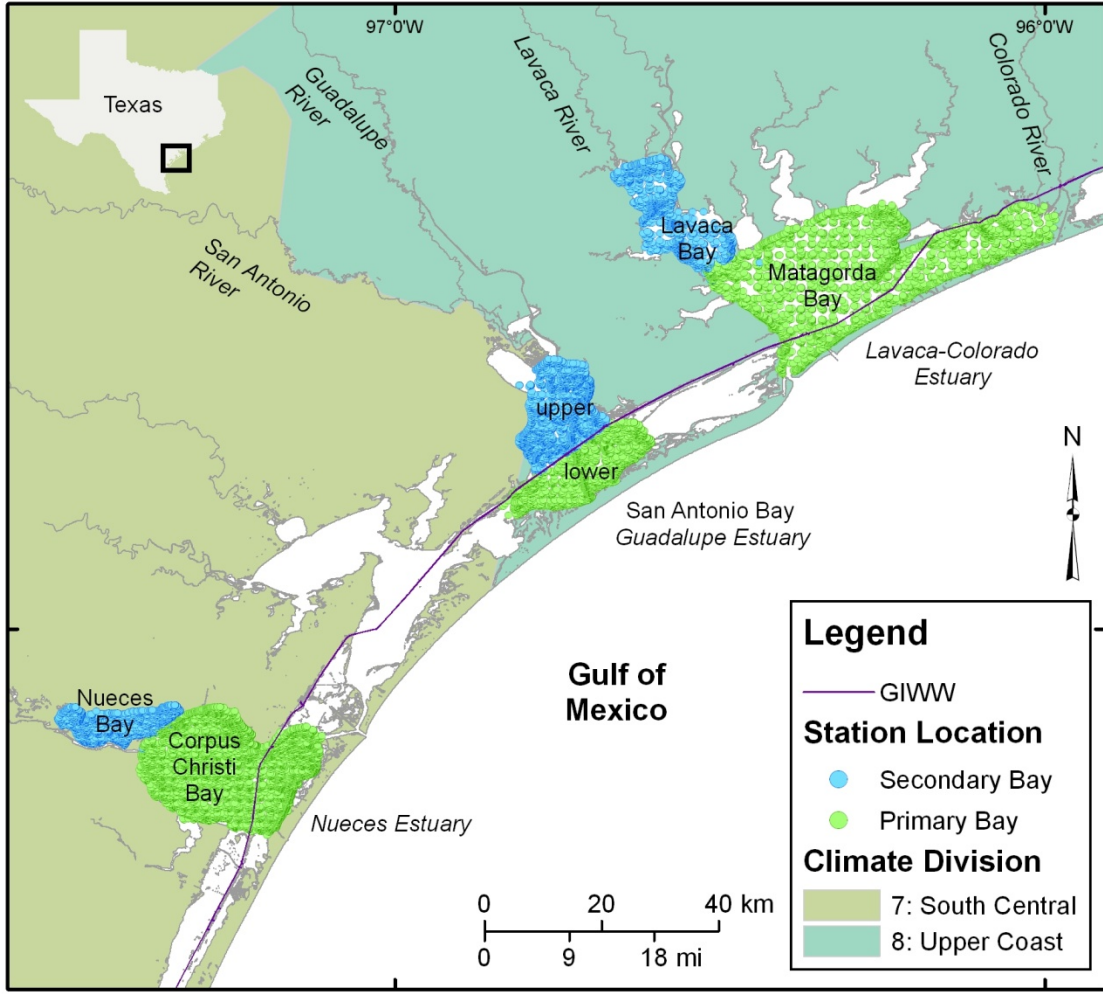 97°0'W
96°0'W
Texas
Guadalupe
River
Lavaca River
Colorado River
San Antonio
River
Lavaca
Bay
Matagorda
Bay
Lavaca-Colorado
Estuary
upper
lower
San Antonio Bay
Guadalupe Estuary
N
Gulf of
Mexico
Nueces
Bay
Corpus
Christi
Bay
Nueces Estuary
0 20 40 km
0 9 18 mi
Legend
GIWW
Station Location
Secondary Bay
Primary Bay
Climate Division
7: South Central
8: Upper Coast